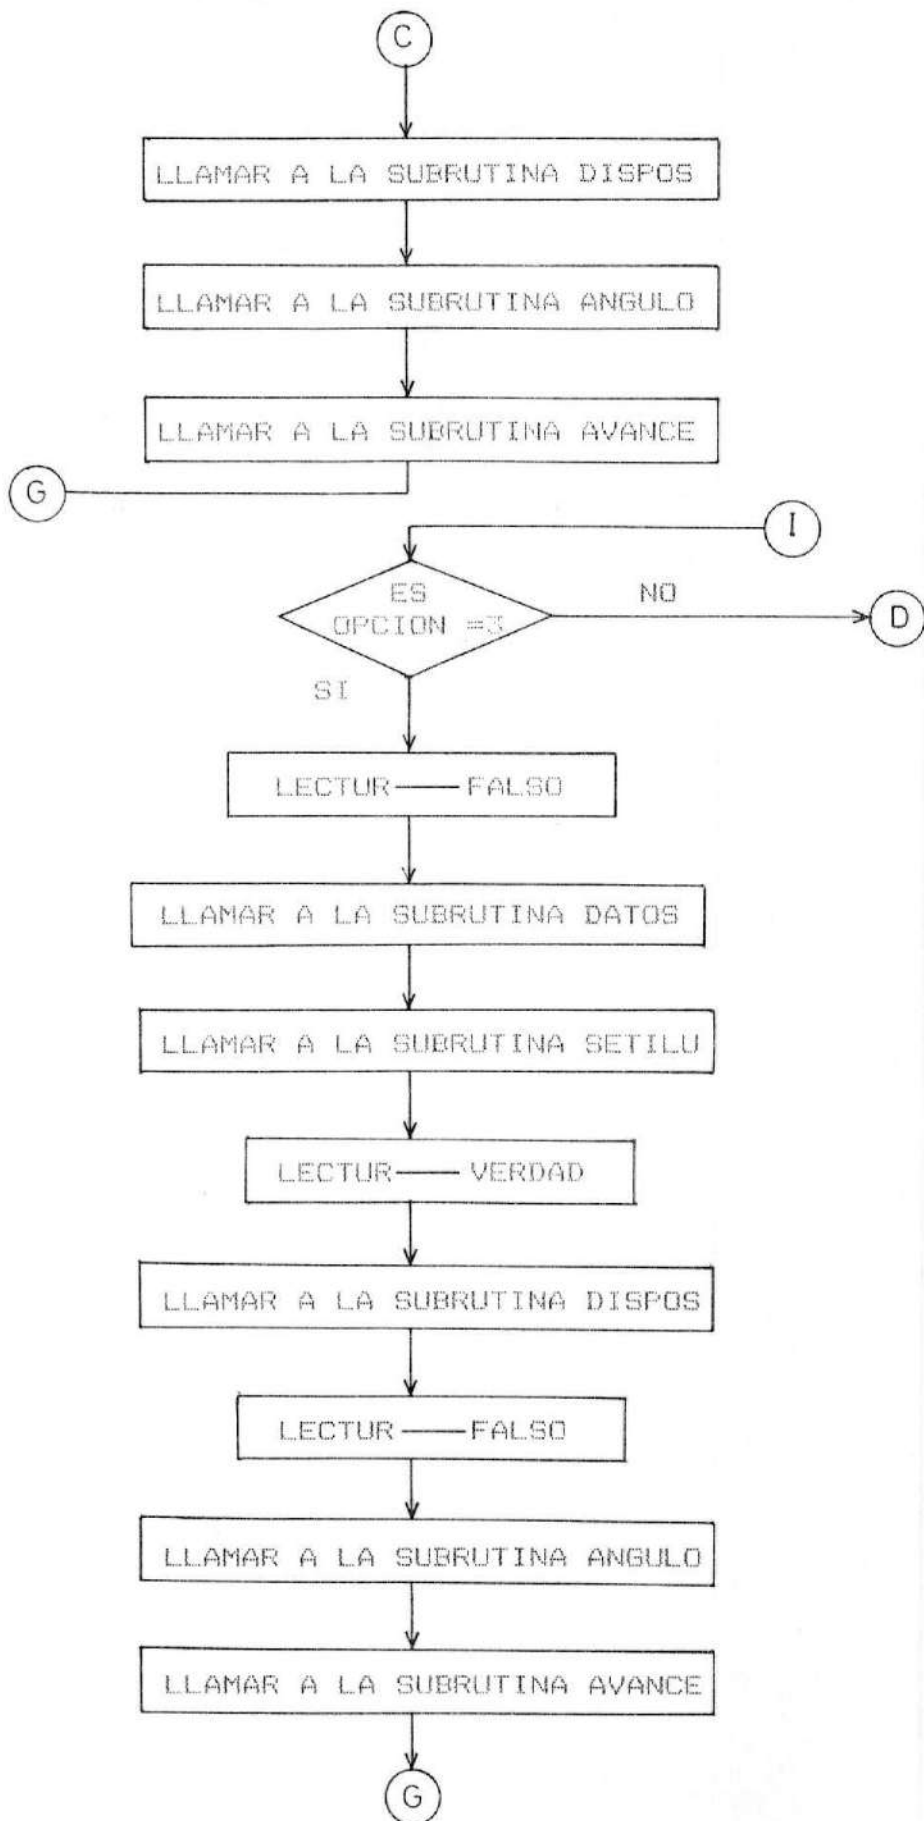 C
LLAMAR A LA SUBRUTINA DISPOS
LLAMAR A LA SUBRUTINA ANGULO
LLAMAR A LA SUBRUTINA AVANCE
G
I
ES
OPCION =3
NO
D
SI
LECTUR — FALSO
LLAMAR A LA SUBRUTINA DATOS
LLAMAR A LA SUBRUTINA SETILU
LECTUR — VERDAD
LLAMAR A LA SUBRUTINA DISPOS
LECTUR — FALSO
LLAMAR A LA SUBRUTINA ANGULO
LLAMAR A LA SUBRUTINA AVANCE
G